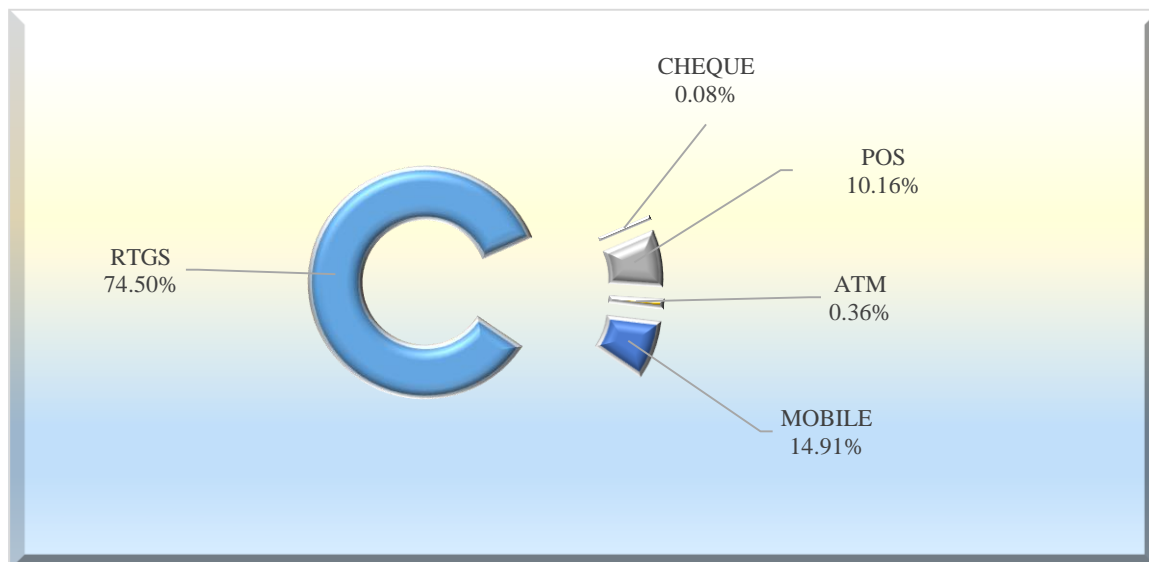 CHEQUE
0.08%
POS
10.16%
RTGS
74.50%
ATM
0.36%
MOBILE
14.91%